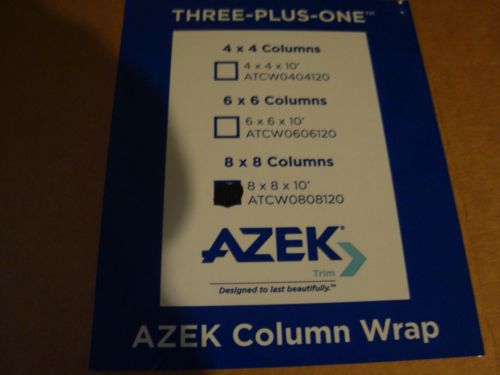 THREE-PLUS-ONE™
4 x 4 Columns
4 x 4 x 10'
ATCW0404120
6 x 6 Columns
6 x 6 x 10'
ATCW0606120
8 x 8 Columns
8 x 8 x 10'
ATCW0808120
AZEK®
Trim
Designed to last beautifully.™
AZEK Column Wrap